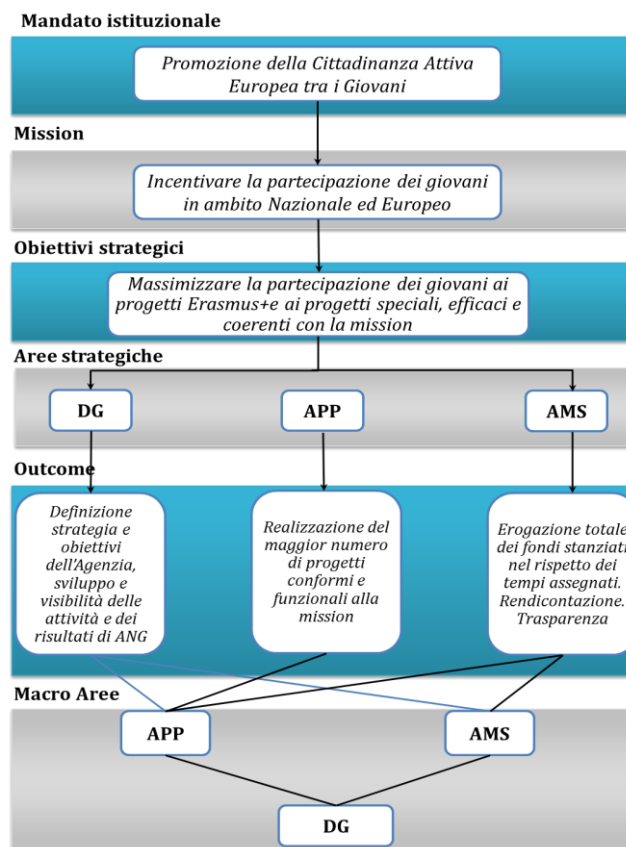 Mandato istituzionale
Promozione della Cittadinanza Attiva
Europea tra i Giovani
Mission
Incentivare la partecipazione dei giovani
in ambito Nazionale ed Europeo
Obiettivi strategici
Massimizzare la partecipazione dei giovani ai
progetti Erasmus+e ai progetti speciali, efficaci e
coerenti con la mission
Aree strategiche
DG
APP
AMS
Outcome
Definizione
strategia e
obiettivi
dell'Agenzia,
sviluppo e
visibilità delle
attività e dei
risultati di ANG
Realizzazione del
maggior numero
di progetti
conformi e
funzionali alla
mission
Erogazione totale
dei fondi stanziati
nel rispetto dei
tempi assegnati.
Rendicontazione.
Trasparenza
Macro Aree
APP
AMS
DG